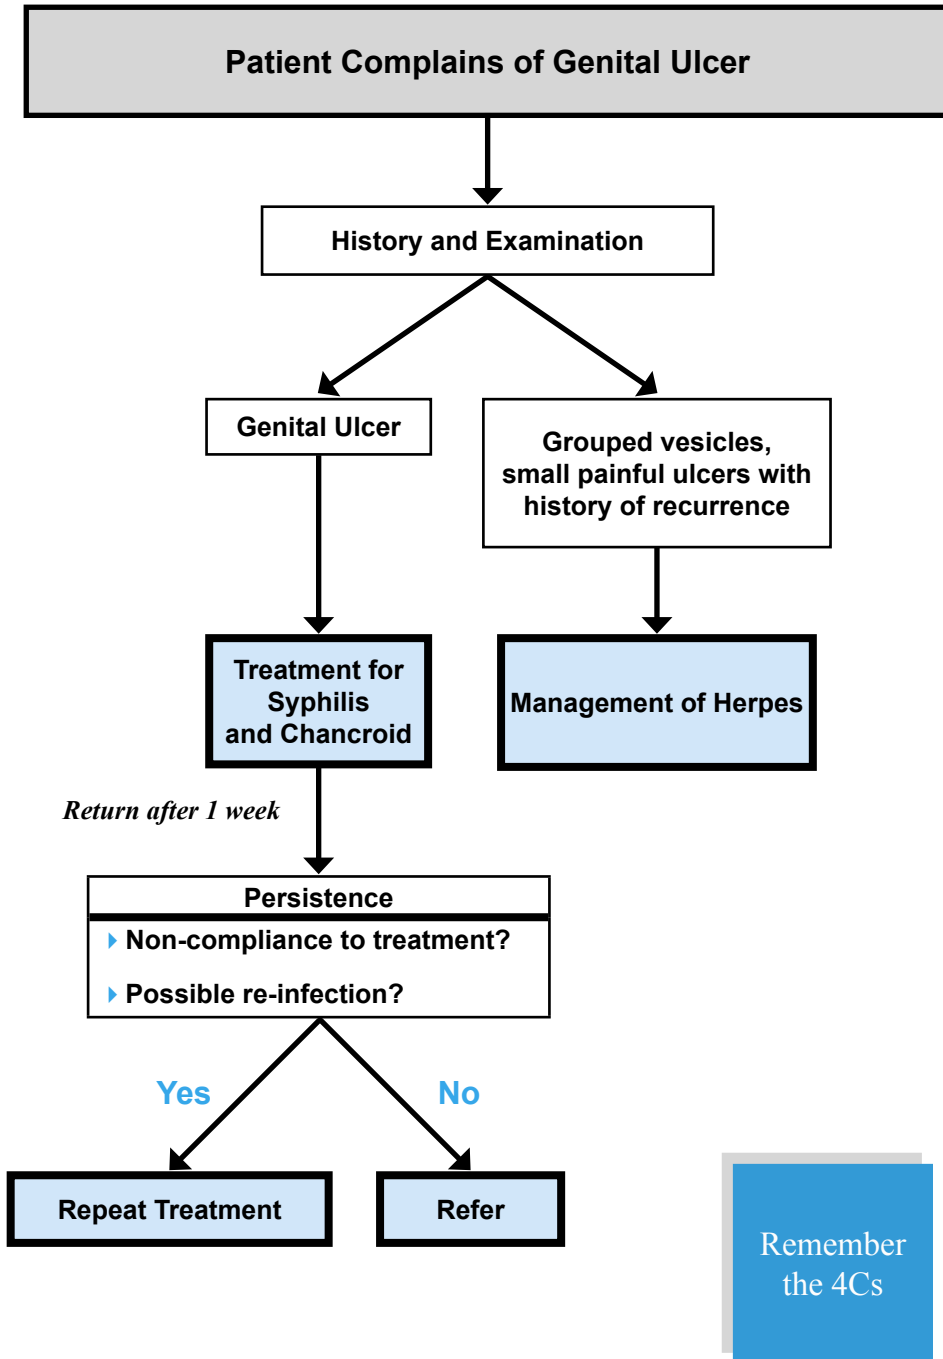 Patient Complains of Genital Ulcer
History and Examination
Genital Ulcer
Grouped vesicles,
small painful ulcers with
history of recurrence
Treatment for
Syphilis
and Chancroid
Management of Herpes
Return after 1 week
Persistence
Non-compliance to treatment?
Possible re-infection?
Yes
No
Repeat Treatment
Refer
Remember
the 4Cs